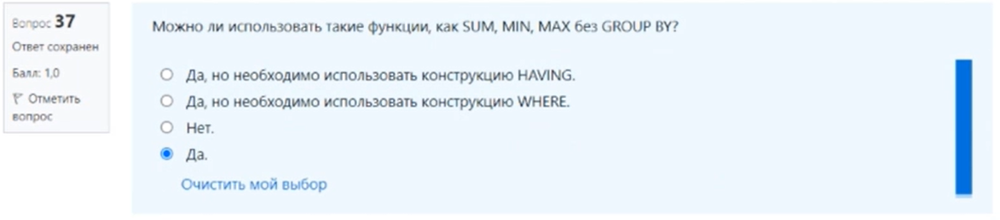 Вопрос 37
Ответ сохранен
Балл: 1,0
Отметить
вопрос
Можно ли использовать такие функции, как SUM, MIN, MAX без GROUP BY?
Да, но необходимо использовать конструкцию HAVING.
Да, но необходимо использовать конструкцию WHERE.
Нет.
Да.
Очистить мой выбор